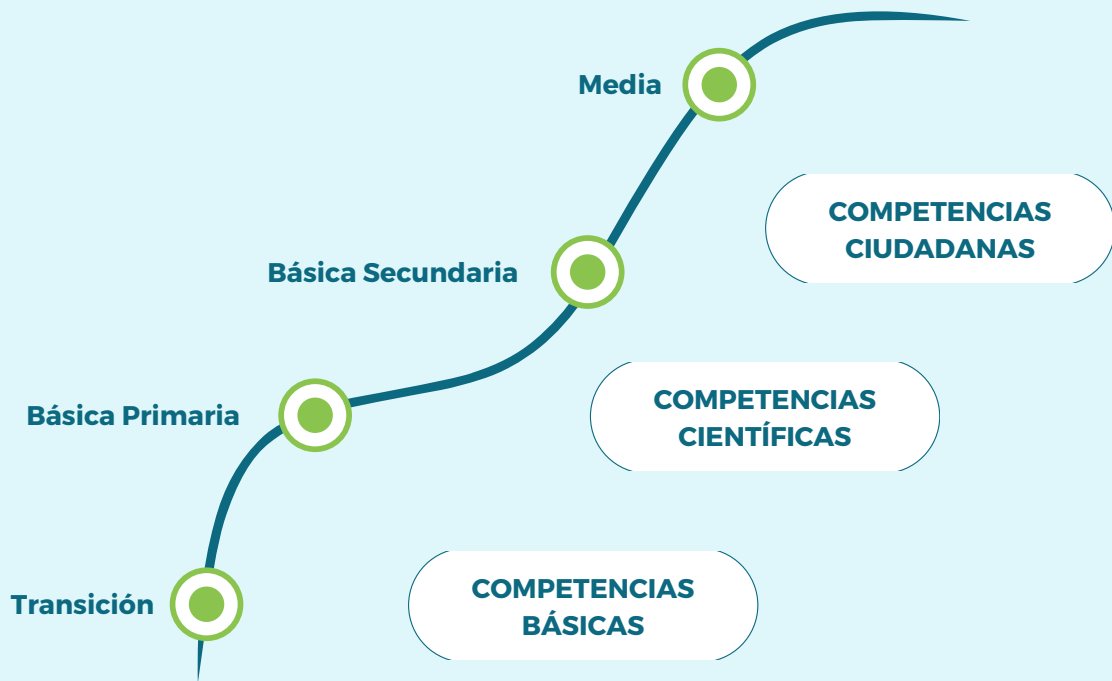 Media
COMPETENCIAS
CIUDADANAS
Básica Secundaria
COMPETENCIAS
CIENTÍFICAS
Básica Primaria
COMPETENCIAS
BÁSICAS
Transición